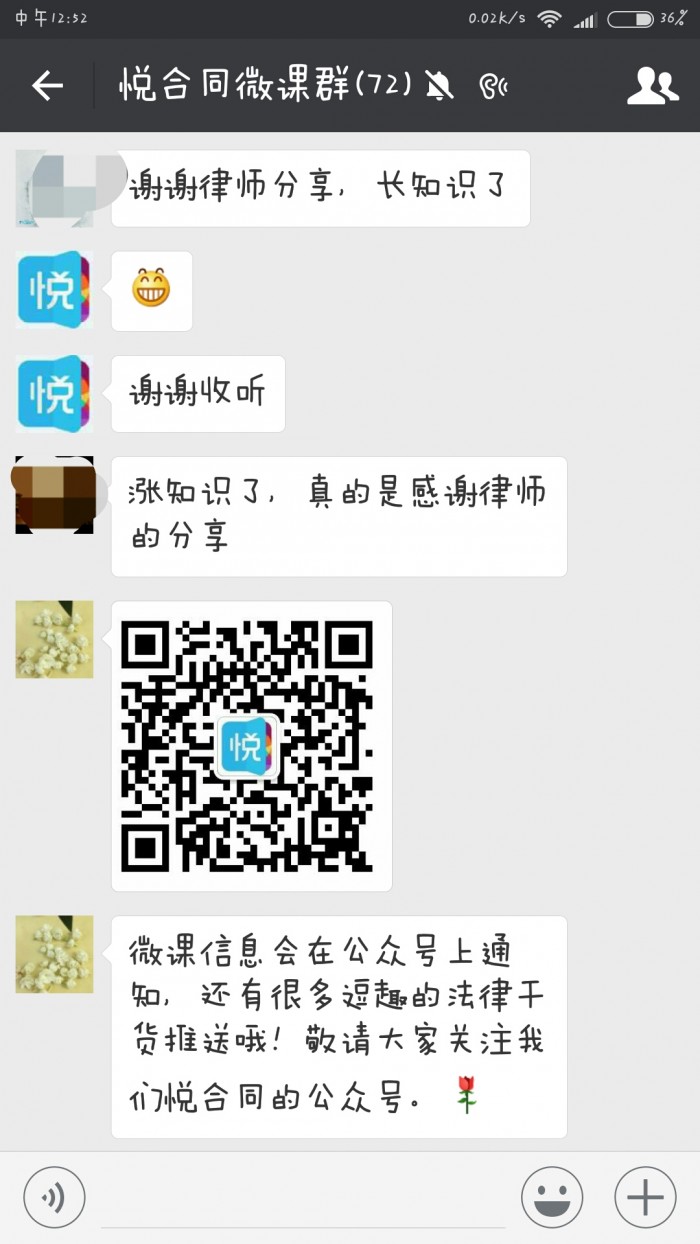 中午12:52
0.02K/s
36%
悦合同微课群(72)
谢谢律师分享，长知识了
悦
悦
谢谢收听
涨知识了，真的是感谢律师
的分享
悦
微课信息会在公众号上通
知，还有很多逗趣的法律干
货推送哦！敬请大家关注我
们悦合同的公众号。